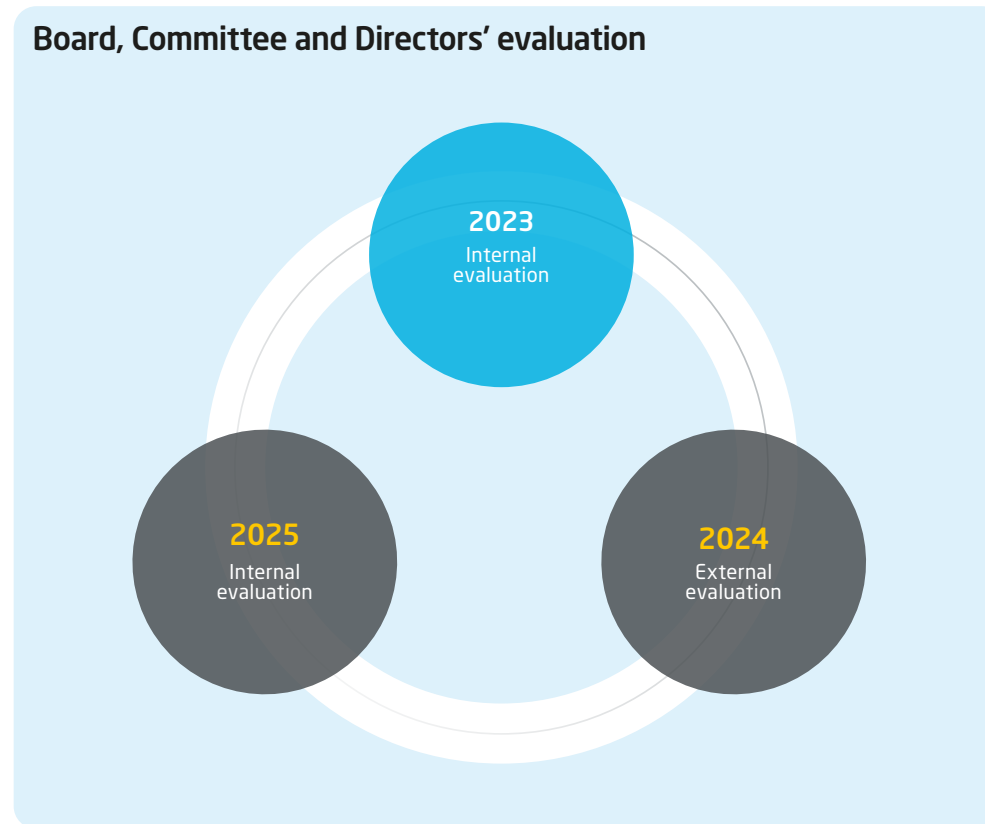 Board, Committee and Directors’ evaluation
2023
Internal
evaluation
2025
Internal
evaluation
2024
External
evaluation